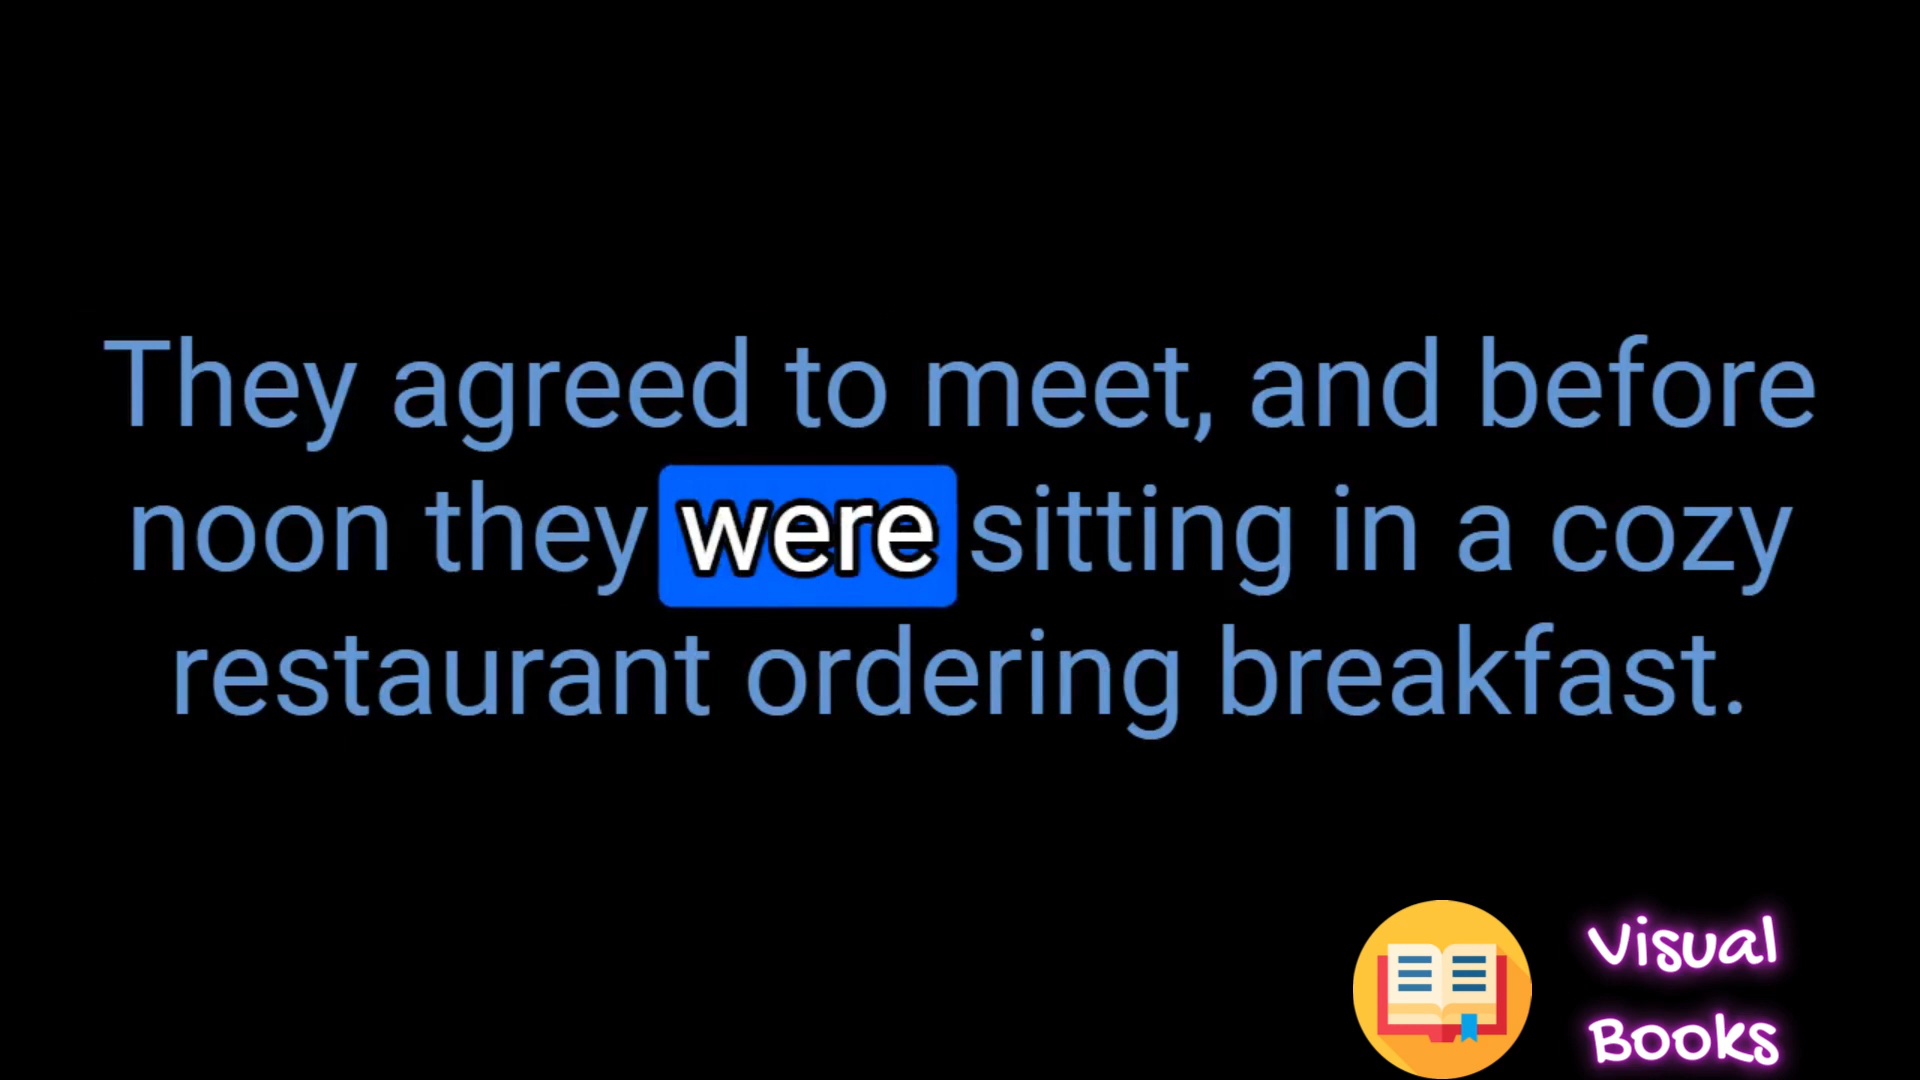 They agreed to meet, and before
noon they were sitting in a cozy
restaurant ordering breakfast.
Visual
Books